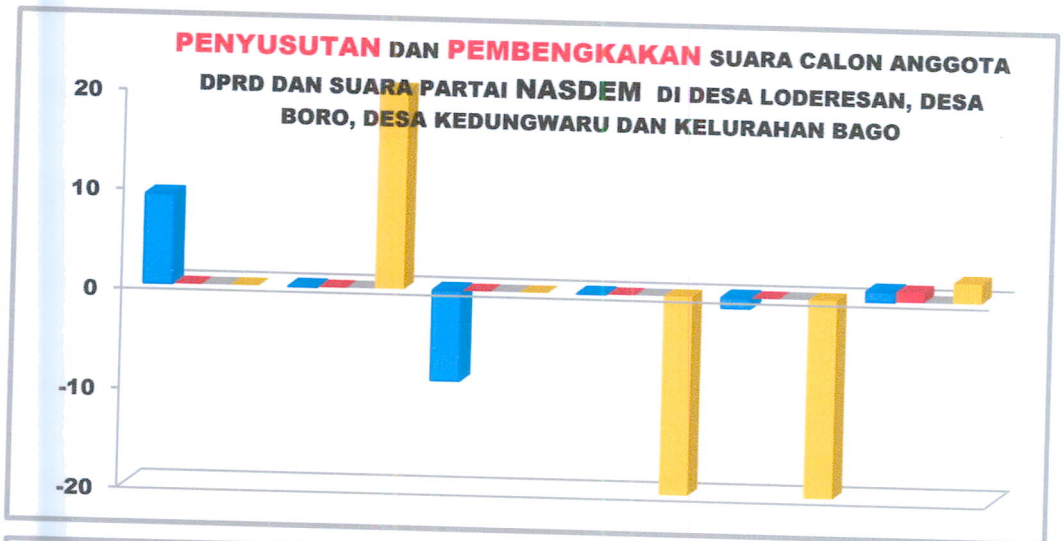 PENYUSUTAN DAN PEMBENGKAKAN SUARA CALON ANGGOTA
DPRD DAN SUARA PARTAI NASDEM DI DESA LODERESAN, DESA
BORO, DESA KEDUNGWARU DAN KELURAHAN BAGO
20
10
0
-10
-20